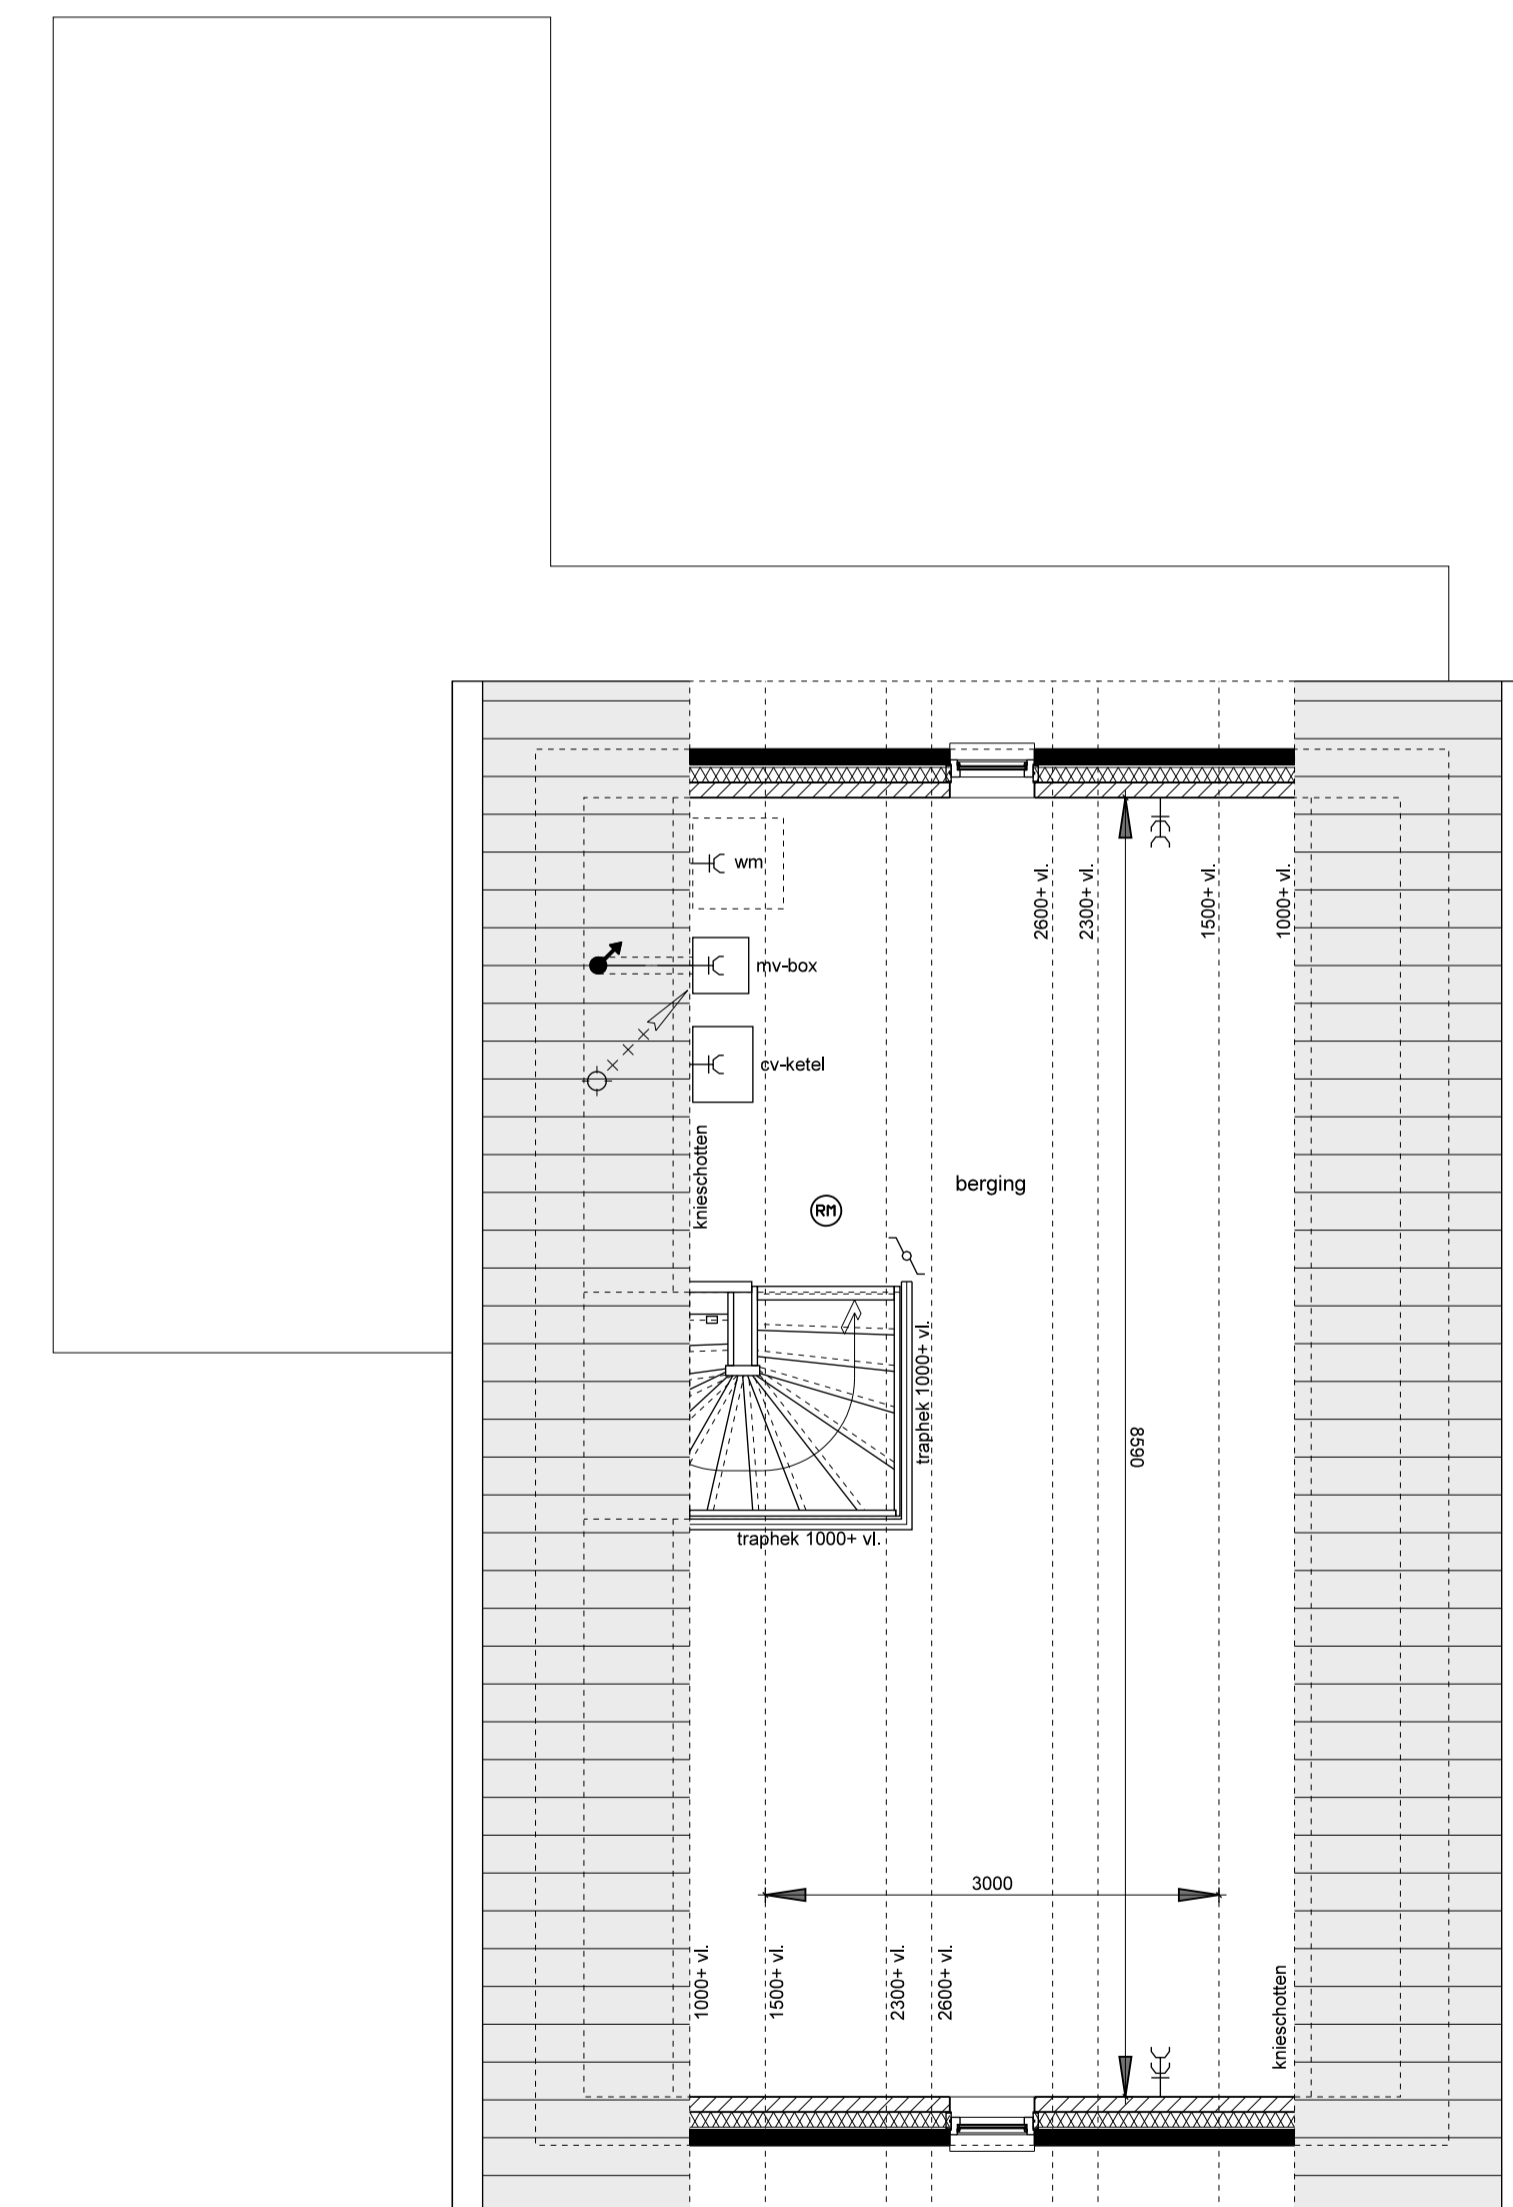 wm
2600+ vl.
2300+ vl.
1500+ vl.
1000+ vl.
mv-box
cv-ketel
knieschotten
berging
RM
traphek 1000+ vl.
8590
traphek 1000+ vl.
3000
1000+ vl.
1500+ vl.
2300+ vl.
2600+ vl.
knieschotten